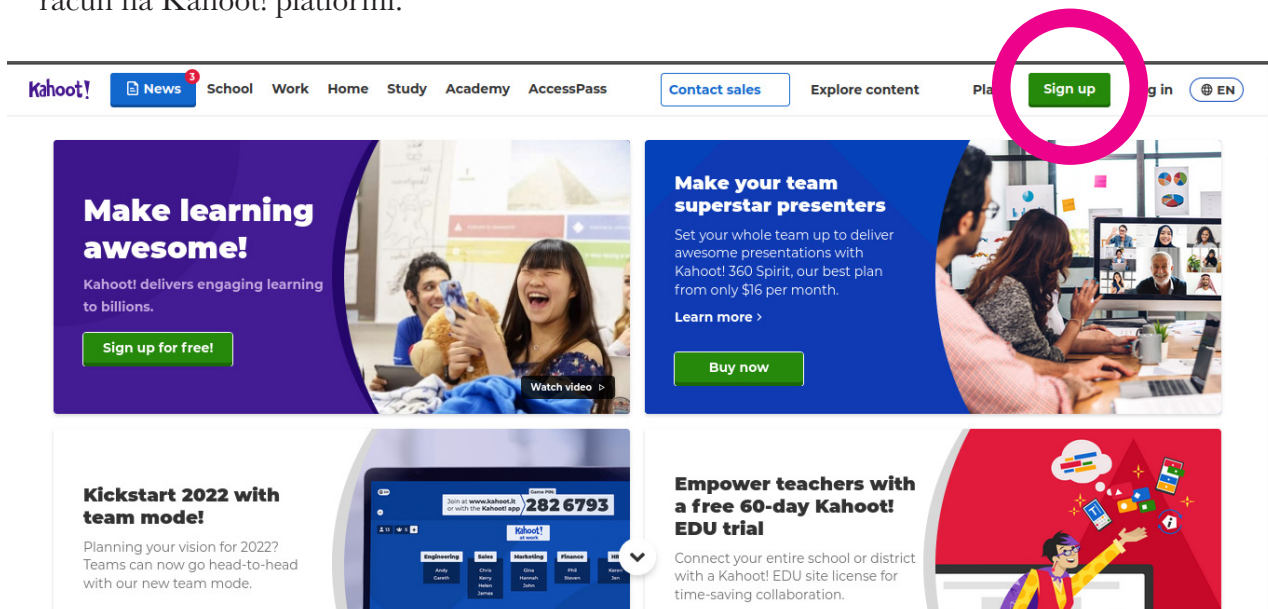 račun na Kahoot! platformi.
Kahoot!
News
3
School
Work
Home
Study
Academy
AccessPass
Contact sales
Explore content
Sign up
in
EN
Make learning
awesome!
Kahoot! delivers engaging learning
to billions.
Sign up for free!
Watch video
Make your team
superstar presenters
Set your whole team up to deliver
awesome presentations with
Kahoot! 360 Spirit, our best plan
from only $16 per month.
Learn more >
Buy now
Kickstart 2022 with
team mode!
Planning your vision for 2022?
Teams can now go head-to-head
with our new team mode.
Join at www.kahoot.it
or with the Kahoot! app
Game PIN:
282 6793
Kahoot!
at work
Engineering
Andy
Gareth
Sales
Chris
Kerry
Helen
James
Marketing
Gina
Hannah
John
Finance
Phil
Steven
HR
Karen
Jen
Empower teachers with
a free 60-day Kahoot!
EDU trial
Connect your entire school or district
with a Kahoot! EDU site license for
time-saving collaboration.